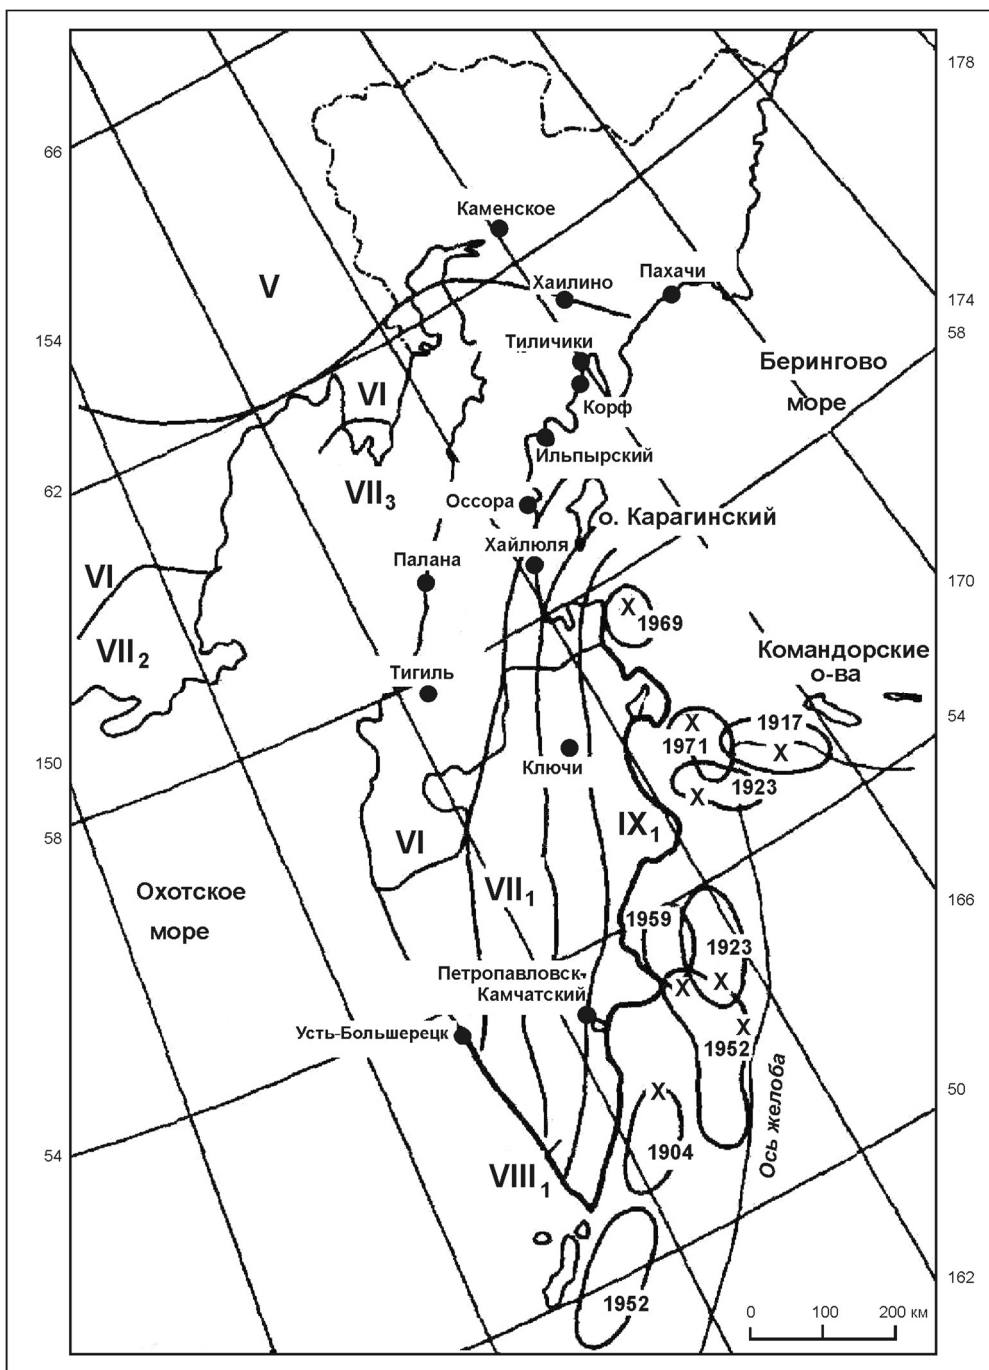 178
66
Каменское
Пахачи
Хаилино
V
174
58
154
Тиличики
Берингово
море
VI
Корф
Ильпырский
62
VII3
Оссора
о. Карагинский
Хайлюля
Палана
VI
170
1969
VII2
Командорские
о-ва
Тигиль
54
1917
1971
150
Ключи
1923
IX1
58
VI
VII1
Охотское
море
166
1959
1923
Петропавловск-
Камчатский
Усть-Большерецк
1952
50
Ось желоба
54
1904
VIII1
162
1952
0 100 200 км
X
X
X
X
X
X
X
X